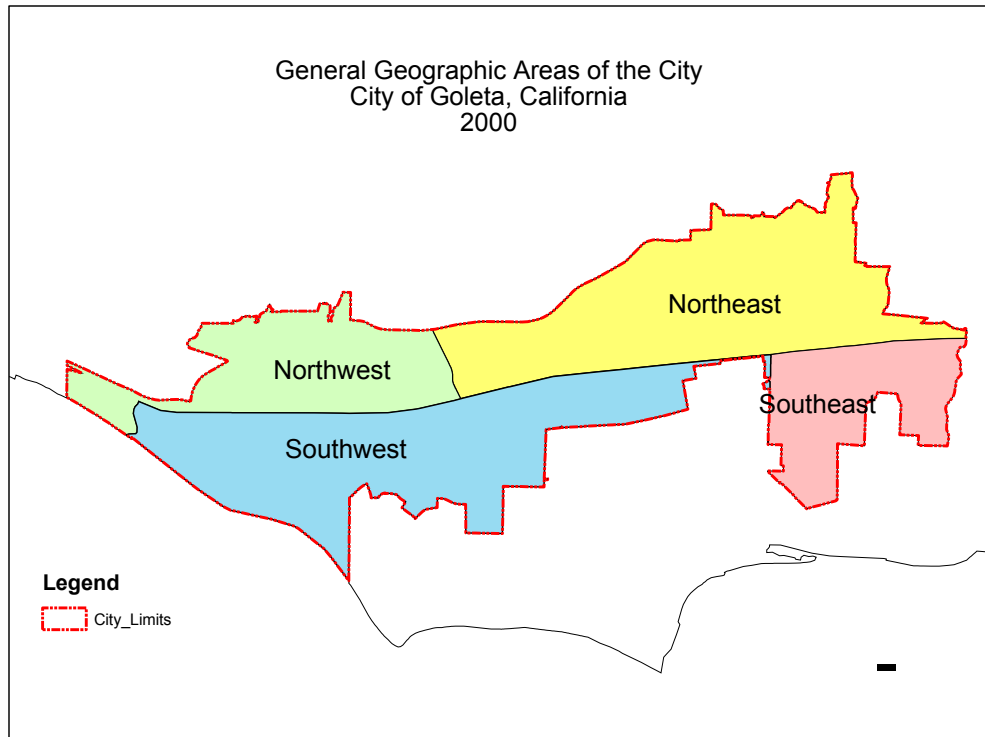 General Geographic Areas of the City
City of Goleta, California
2000
Northeast
Northwest
Southeast
Southwest
Legend
City_Limits